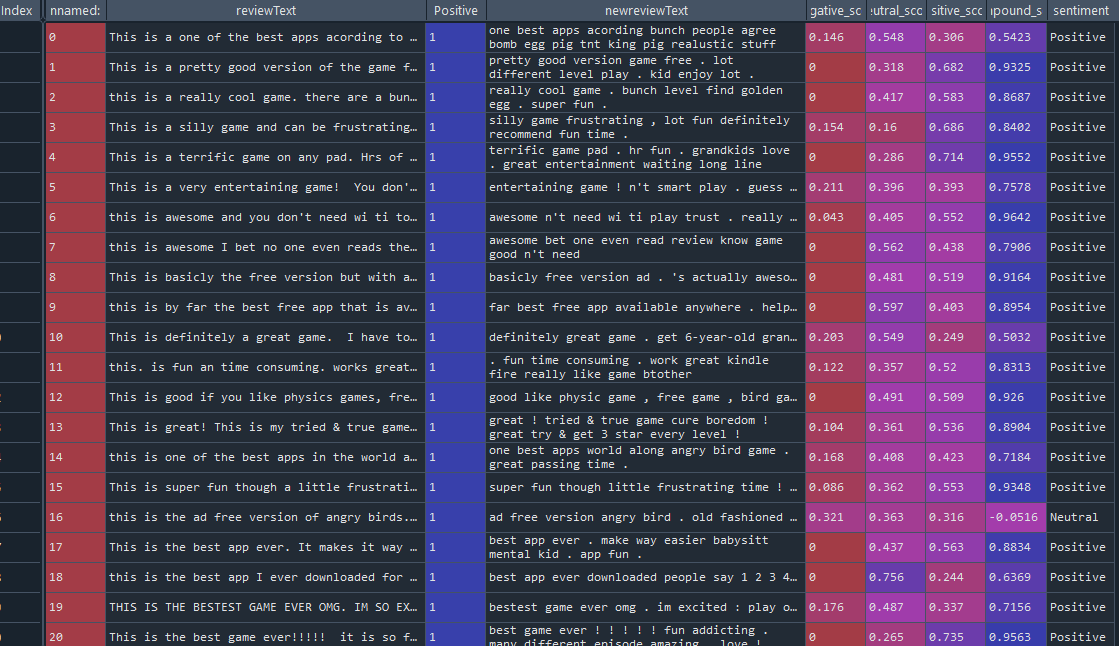 Index nnamed: reviewText Positive newreviewText gative_sc utral_scc sitive_scc pound_s sentiment
0 This is a one of the best apps acording to … 1 one best apps acording bunch people agree 0.146 0.548 0.306 0.5423 Positive
bomb egg pig tnt king pig realustic stuff
1 This is a pretty good version of the game f… 1 pretty good version game free . lot 0 0.318 0.682 0.9325 Positive
different level play . kid enjoy lot .
2 this is a really cool game. there are a bun… 1 really cool game . bunch level find golden 0 0.417 0.583 0.8687 Positive
egg . super fun .
3 This is a silly game and can be frustrating… 1 silly game frustrating , lot fun definitely 0.154 0.16 0.686 0.8402 Positive
recommend fun time .
4 This is a terrific game on any pad. Hrs of … 1 terrific game pad . hr fun . grandkids love 0 0.286 0.714 0.9552 Positive
. great entertainment waiting long line
5 This is a very entertaining game!  You don'… 1 entertaining game ! n't smart play . guess … 0.211 0.396 0.393 0.7578 Positive
6 this is awesome and you don't need wi ti to… 1 awesome n't need wi ti play trust . really … 0.043 0.405 0.552 0.9642 Positive
7 this is awesome I bet no one even reads the… 1 awesome bet one even read review know game 0 0.562 0.438 0.7906 Positive
good n't need
8 This is basicly the free version but with a… 1 basicly free version ad . 's actually aweso… 0 0.481 0.519 0.9164 Positive
9 this is by far the best free app that is av… 1 far best free app available anywhere . help… 0 0.597 0.403 0.8954 Positive
10 This is definitely a great game.  I have to… 1 definitely great game . get 6-year-old gran… 0.203 0.549 0.249 0.5032 Positive
11 this. is fun an time consuming. works great… 1 . fun time consuming . work great kindle 0.122 0.357 0.52 0.8313 Positive
fire really like game btother
12 This is good if you like physics games, fre… 1 good like physic game , free game , bird ga… 0 0.491 0.509 0.926 Positive
13 This is great! This is my tried & true game… 1 great ! tried & true game cure boredom ! 0.104 0.361 0.536 0.8904 Positive
great try & get 3 star every level !
14 this is one of the best apps in the world a… 1 one best apps world along angry bird game . 0.168 0.408 0.423 0.7184 Positive
great passing time .
15 This is super fun though a little frustrati… 1 super fun though little frustrating time ! … 0.086 0.362 0.553 0.9348 Positive
16 this is the ad free version of angry birds.… 1 ad free version angry bird . old fashioned … 0.321 0.363 0.316 -0.0516 Neutral
17 This is the best app ever. It makes it way … 1 best app ever . make way easier babysitt 0 0.437 0.563 0.8834 Positive
mental kid . app fun .
18 this is the best app I ever downloaded for … 1 best app ever downloaded people say 1 2 3 4… 0 0.756 0.244 0.6369 Positive
19 THIS IS THE BESTEST GAME EVER OMG. IM SO EX… 1 bestest game ever omg . im excited : play o… 0.176 0.487 0.337 0.7156 Positive
20 This is the best game ever!!!!!  it is so f… 1 best game ever ! ! ! ! ! fun addicting . 0 0.265 0.735 0.9563 Positive
many different episode amazing . love !